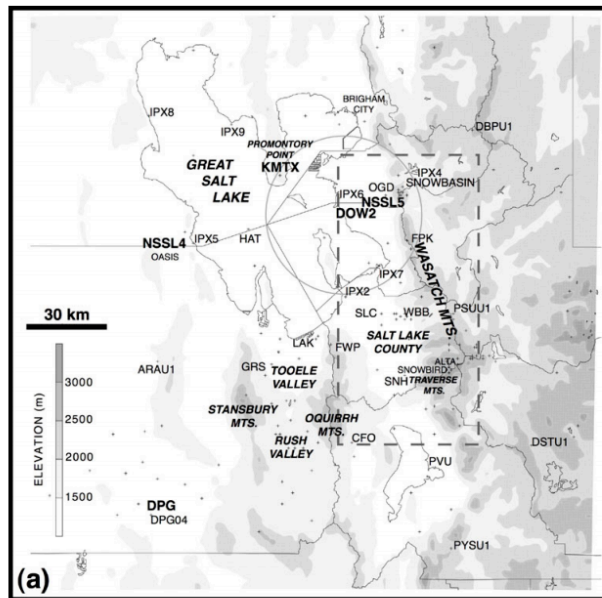 BRIGHAM
CITY
IPX8
IPX9
DBPU1
PROMONTORY
POINT
KMTX
GREAT
SALT
LAKE
IPX4
SNOWBASIN
OGD
IPX6
NSSL5
DOW2
NSSL4
IPX5
HAT
FPK
OASIS
WASATCH MTS.
IPX7
IPX2
30 km
SLC
WBB
PSUU1
SALT LAKE
COUNTY
LAK
FWP
ARAU1
GRS
TOOELE
VALLEY
ALTA
SNOWBIRD
SNH
TRAVERSE
MTS.
ELEVATION (m)
3000
2500
2000
1500
STANSBURY
MTS.
OQUIRRH
MTS.
RUSH
VALLEY
CFO
DSTU1
PVU
DPG
DPG04
PYSU1
(a)